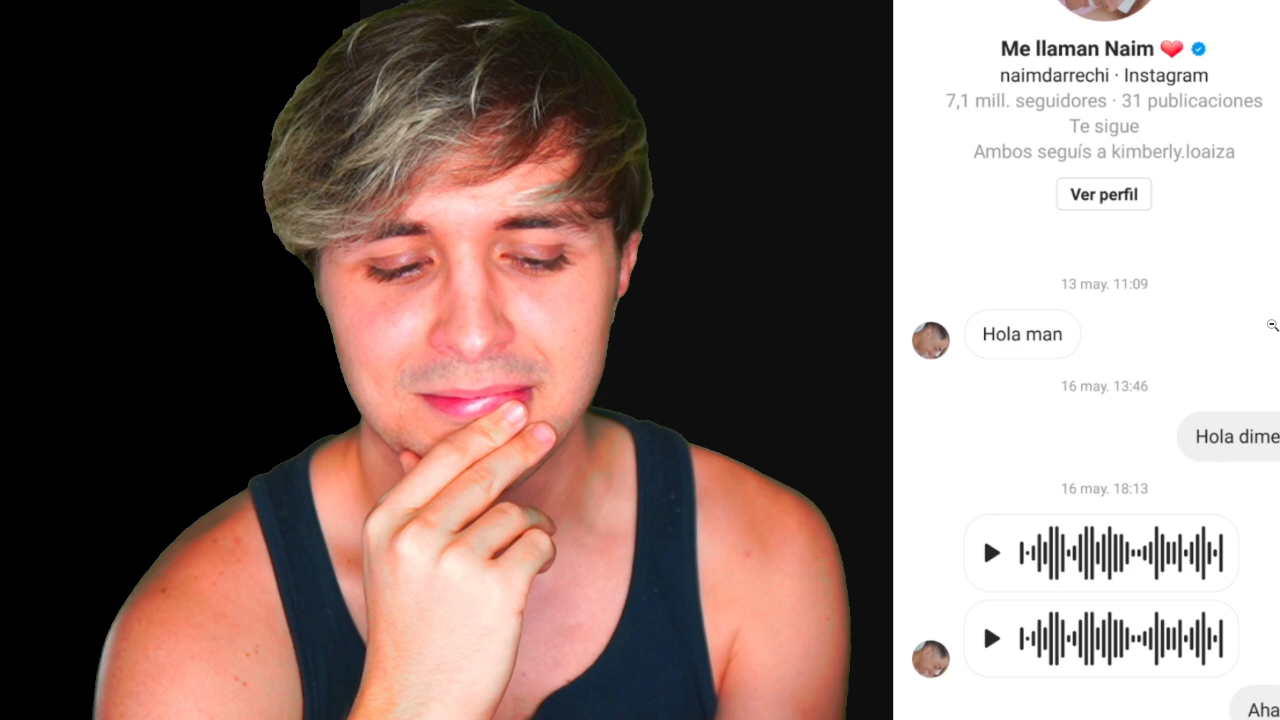 Me llaman Naim ❤️
naimdarrechi · Instagram
7,1 mill. seguidores · 31 publicaciones
Te sigue
Ambos seguís a kimberly.loaiza
Ver perfil
13 may. 11:09
Hola man
16 may. 13:46
Hola dime
16 may. 18:13
Aha